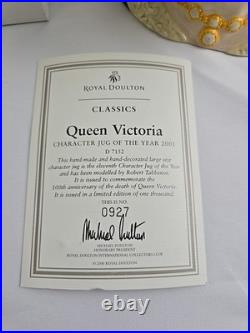 ROYAL DOULTON
CLASSICS
Queen Victoria
CHARACTER JUG OF THE YEAR 2001
D 7152
This hand-made and hand-decorated large size
character jug is the eleventh Character Jug of the Year
and has been modelled by Robert Tabbenor.
It is issued to commemorate the
100th anniversary of the death of Queen Victoria.
It is issued in a limited edition of one thousand.
THIS IS NO.
0927
Michael Doulton
MICHAEL DOULTON
HONORARY PRESIDENT
ROYAL DOULTON INTERNATIONAL COLLECTORS CLUB